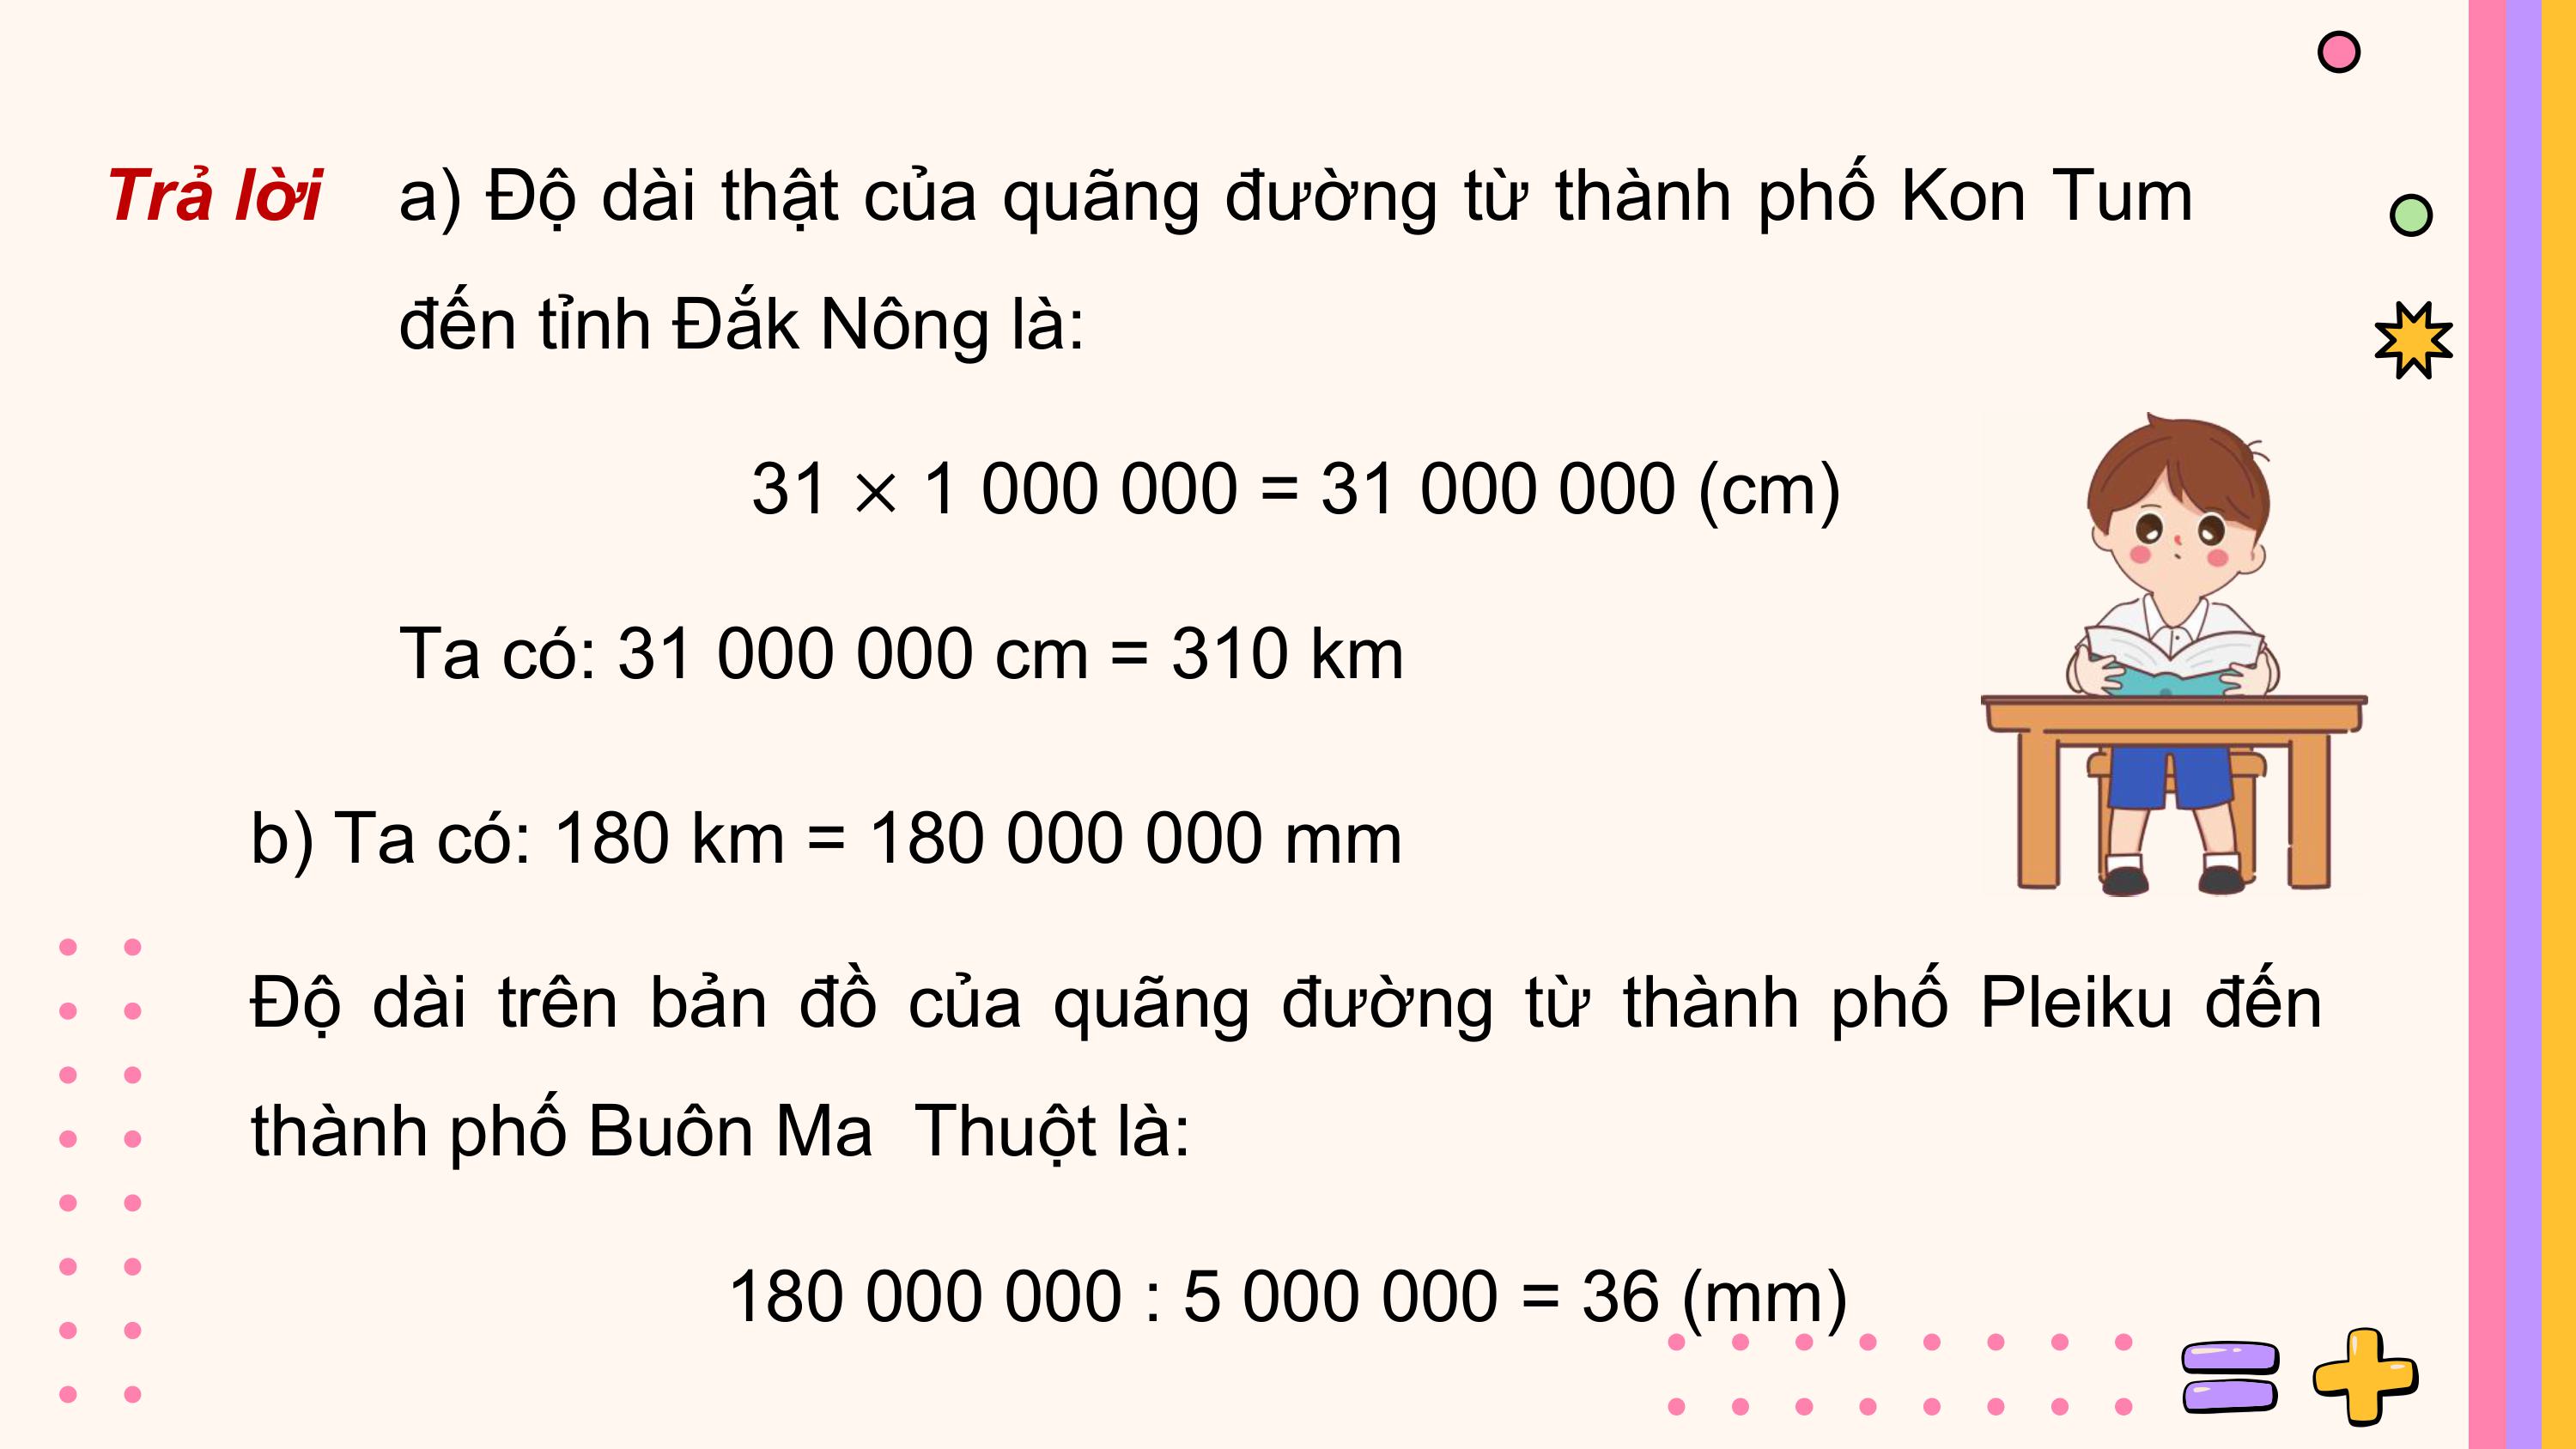 Trả lời a) Độ dài thật của quãng đường từ thành phố Kon Tum
đến tỉnh Đắk Nông là:
31 × 1 000 000 = 31 000 000 (cm)
Ta có: 31 000 000 cm = 310 km
b) Ta có: 180 km = 180 000 000 mm
Độ dài trên bản đồ của quãng đường từ thành phố Pleiku đến
thành phố Buôn Ma Thuột là:
180 000 000 : 5 000 000 = 36 (mm)